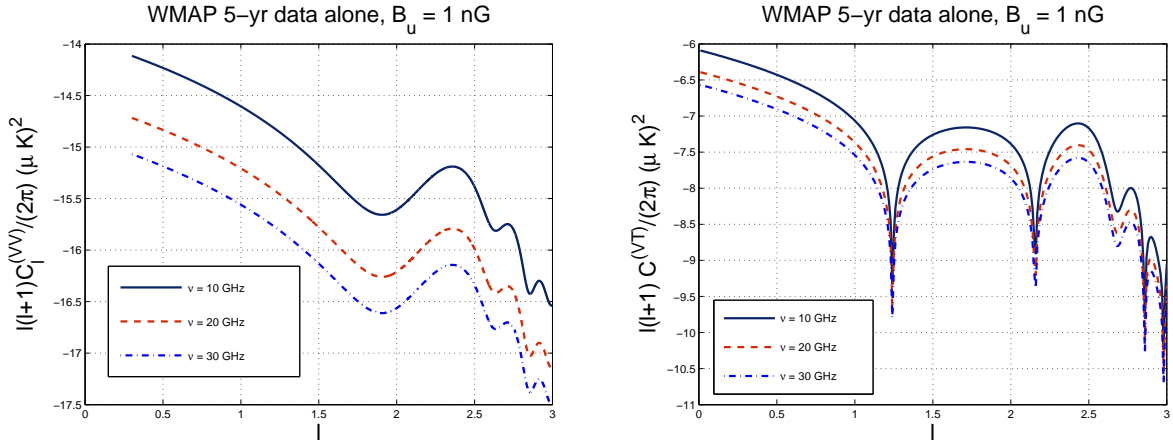 WMAP 5−yr data alone, B_u = 1 nG
l(l+1)C_l^(VV)/(2π) (μ K)^2
−14
−14.5
−15
−15.5
−16
−16.5
−17
−17.5
ν = 10 GHz
ν = 20 GHz
ν = 30 GHz
0 0.5 1 1.5 2 2.5 3
l
WMAP 5−yr data alone, B_u = 1 nG
l(l+1) C^(VT)/(2π) (μ K)^2
−6
−6.5
−7
−7.5
−8
−8.5
−9
−9.5
−10
−10.5
−11
ν = 10 GHz
ν = 20 GHz
ν = 30 GHz
0 0.5 1 1.5 2 2.5 3
l